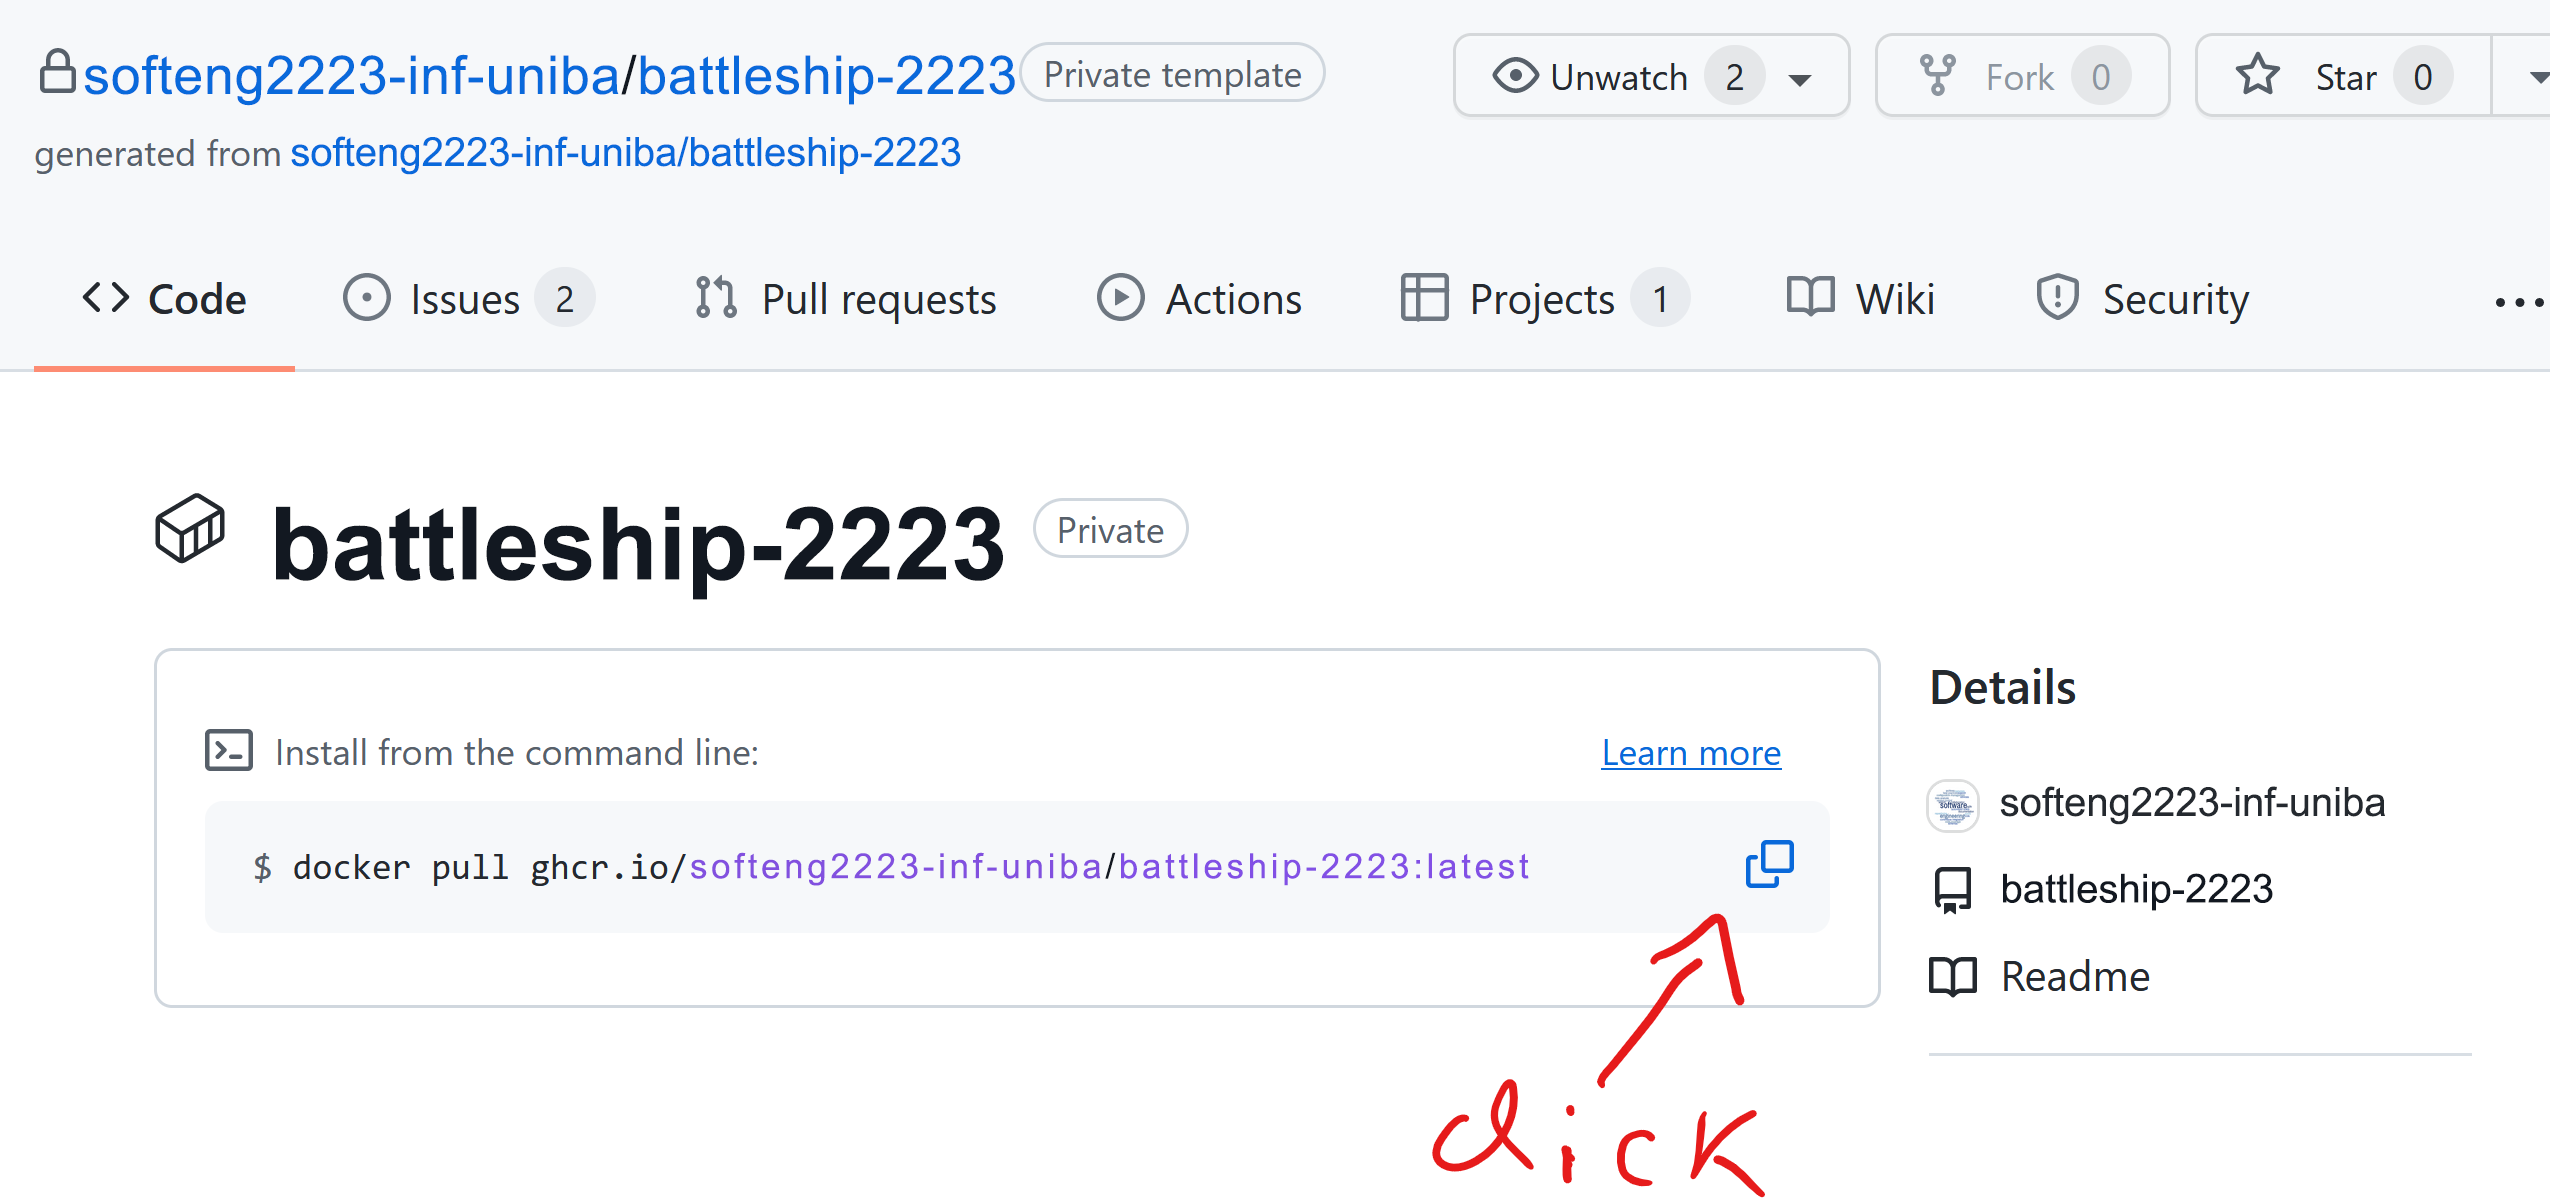 softeng2223-inf-uniba/battleship-2223 Private template Unwatch 2 Fork 0 Star 0
generated from softeng2223-inf-uniba/battleship-2223
Code Issues 2 Pull requests Actions Projects 1 Wiki Security ...
battleship-2223 Private
Details
Install from the command line: Learn more
softeng2223-inf-uniba
$ docker pull ghcr.io/softeng2223-inf-uniba/battleship-2223:latest
battleship-2223
Readme
click